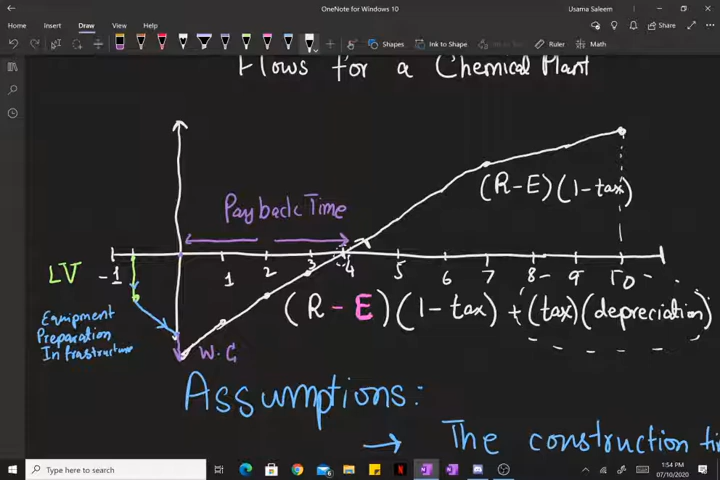 OneNote for Windows 10
Usama Saleem
Home Insert Draw View Help
Share
Shapes Ink to Shape Ruler Math
Flows for a Chemical Plant
(R-E)(1-tax)
Payback Time
LV
-1 1 2 3 4 5 6 7 8 9 10
Equipment
Preparation
Infrastructure
W.C
(R - E)(1-tax) + (tax)(depreciation)
Assumptions:
→ The construction ti
Type here to search
6
1:54 PM
07/10/2020